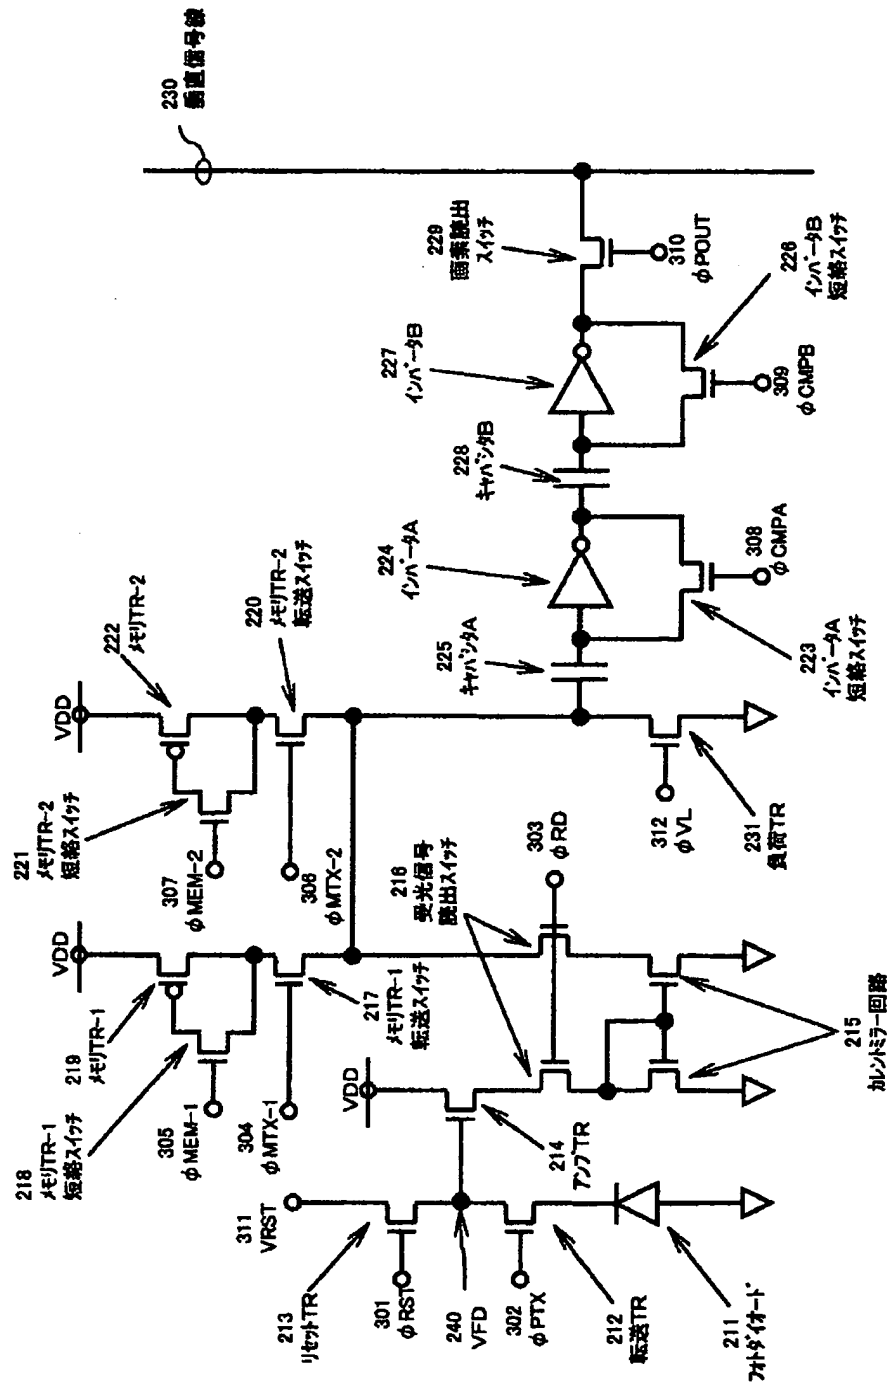 230
垂直信号線
229
画素読出
スイッチ
310
φPOUT
226
インバータB
短絡スイッチ
227
インバータB
309
φCMPB
228
キャパシタB
224
インバータA
308
φCMPA
225
キャパシタA
223
インバータA
短絡スイッチ
222
メモリTR-2
220
メモリTR-2
転送スイッチ
VDD
221
メモリTR-2
短絡スイッチ
307
φMEM-2
306
φMTX-2
312
φVL
231
負荷TR
303
φRD
216
受光信号
読出スイッチ
VDD
219
メモリTR-1
217
メモリTR-1
転送スイッチ
218
メモリTR-1
短絡スイッチ
305
φMEM-1
304
φMTX-1
VDD
214
アンプTR
215
カレントミラー回路
311
VRST
213
リセットTR
301
φRST
240
VFD
302
φPTX
212
転送TR
211
フォトダイオード